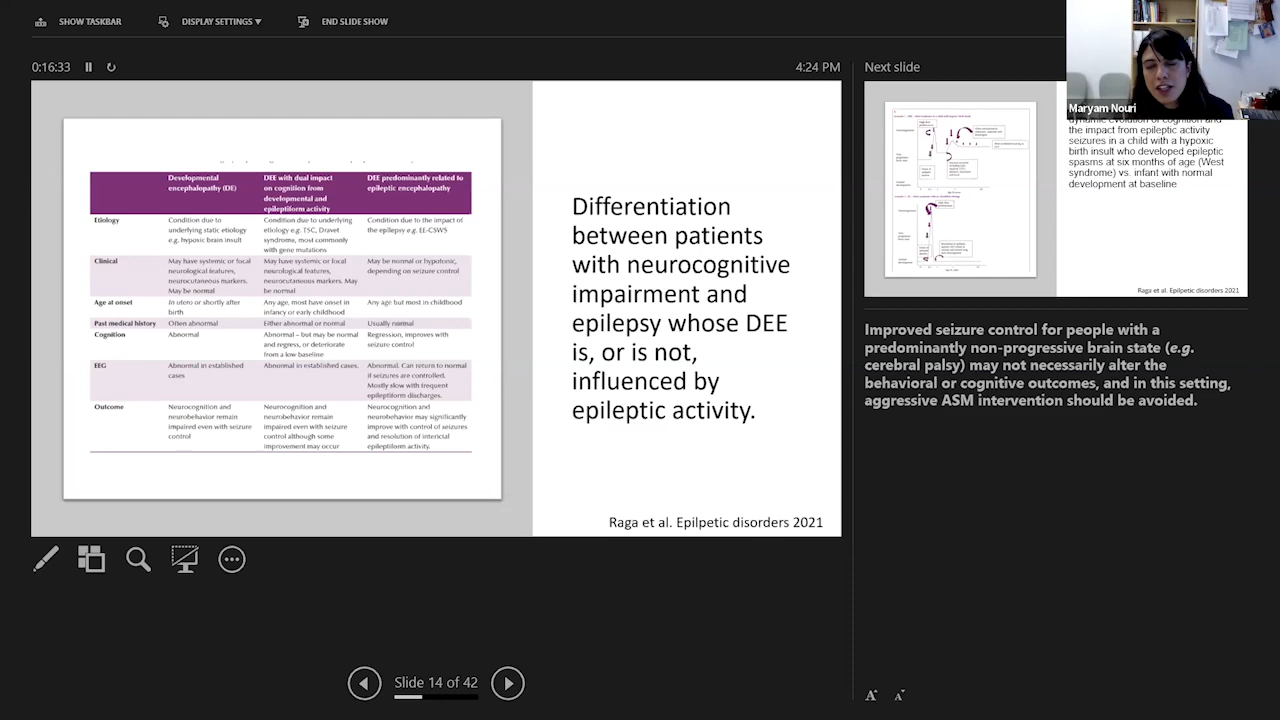 SHOW TASKBAR
DISPLAY SETTINGS ▼
END SLIDE SHOW
0:16:33
4:24 PM
Developmental encephalopathy (DE)
DEE with dual impact on cognition from developmental and epileptiform activity
DEE predominantly related to epileptic encephalopathy
Etiology
Condition due to underlying static etiology e.g. hypoxic brain insult
Condition due to underlying etiology e.g. TSC, Dravet syndrome, most commonly with gene mutations
Condition due to the impact of the epilepsy e.g. EE-CSWS
Clinical
May have systemic or focal neurological features, neurocutaneous markers. May be normal
May have systemic or focal neurological features, neurocutaneous markers. May be normal
May be normal or hypotonic, depending on seizure control
Age at onset
In utero or shortly after birth
Any age, most have onset in infancy or early childhood
Any age but most in childhood
Past medical history
Often abnormal
Either abnormal or normal
Usually normal
Cognition
Abnormal
Abnormal – but may be normal and regress, or deteriorate from a low baseline
Regression, improves with seizure control
EEG
Abnormal in established cases
Abnormal in established cases.
Abnormal. Can return to normal if seizures are controlled. Mostly slow with frequent epileptiform discharges.
Outcome
Neurocognition and neurobehavior remain impaired even with seizure control
Neurocognition and neurobehavior remain impaired even with seizure control although some improvement may occur
Neurocognition and neurobehavior may significantly improve with control of seizures and resolution of interictal epileptiform activity.
Differentiation
between patients
with neurocognitive
impairment and
epilepsy whose DEE
is, or is not,
influenced by
epileptic activity.
Raga et al. Epilpetic disorders 2021
Slide 14 of 42
Next slide
Maryam Nouri
dynamic evolution of cognition and
the impact from epileptic activity
seizures in a child with a hypoxic
birth insult who developed epileptic
spasms at six months of age (West
syndrome) vs. infant with normal
development at baseline
Raga et al. Epilpetic disorders 2021
Improved seizure control for people with a
predominantly non-progressive brain state (e.g.
cerebral palsy) may not necessarily alter the
behavioral or cognitive outcomes, and in this setting,
aggressive ASM intervention should be avoided.
A
A